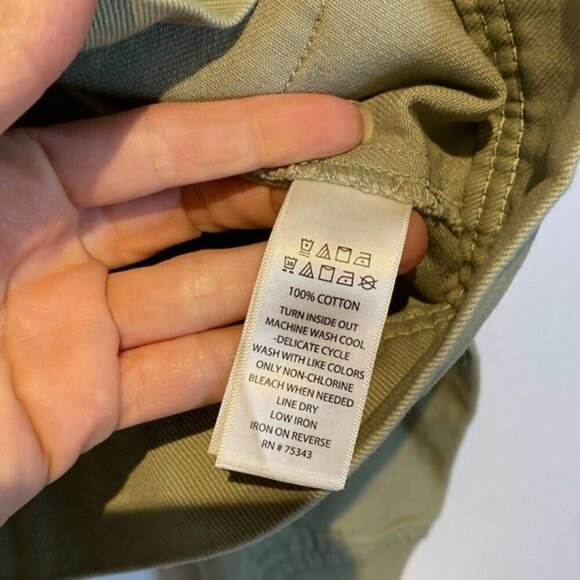 100% COTTON
TURN INSIDE OUT
MACHINE WASH COOL
-DELICATE CYCLE
WASH WITH LIKE COLORS
ONLY NON-CHLORINE
BLEACH WHEN NEEDED
LINE DRY
LOW IRON
IRON ON REVERSE
RN # 75343